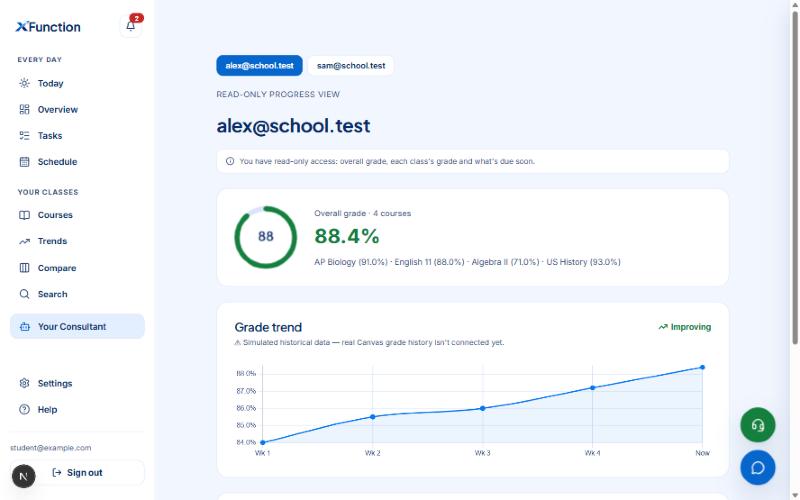 XFunction
2
EVERY DAY
Today
Overview
Tasks
Schedule
YOUR CLASSES
Courses
Trends
Compare
Search
Your Consultant
Settings
Help
student@example.com
N
Sign out
alex@school.test
sam@school.test
READ-ONLY PROGRESS VIEW
alex@school.test
You have read-only access: overall grade, each class's grade and what's due soon.
88
Overall grade · 4 courses
88.4%
AP Biology (91.0%) · English 11 (88.0%) · Algebra II (71.0%) · US History (93.0%)
Grade trend
Improving
⚠ Simulated historical data — real Canvas grade history isn't connected yet.
88.0%
87.0%
86.0%
85.0%
84.0%
Wk 1
Wk 2
Wk 3
Wk 4
Now